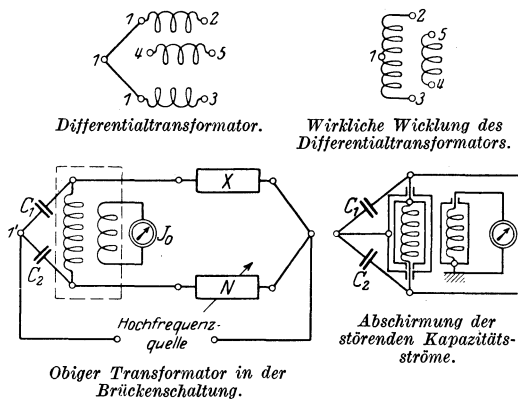 1 2
4 5
1
1 3
Differentialtransformator.
2
1 5
4
3
Wirkliche Wicklung des
Differentialtransformators.
X
C1
1'
J0
C2
N
Hochfrequenz-
quelle
Obiger Transformator in der
Brückenschaltung.
C1
C2
Abschirmung der
störenden Kapazitäts-
ströme.